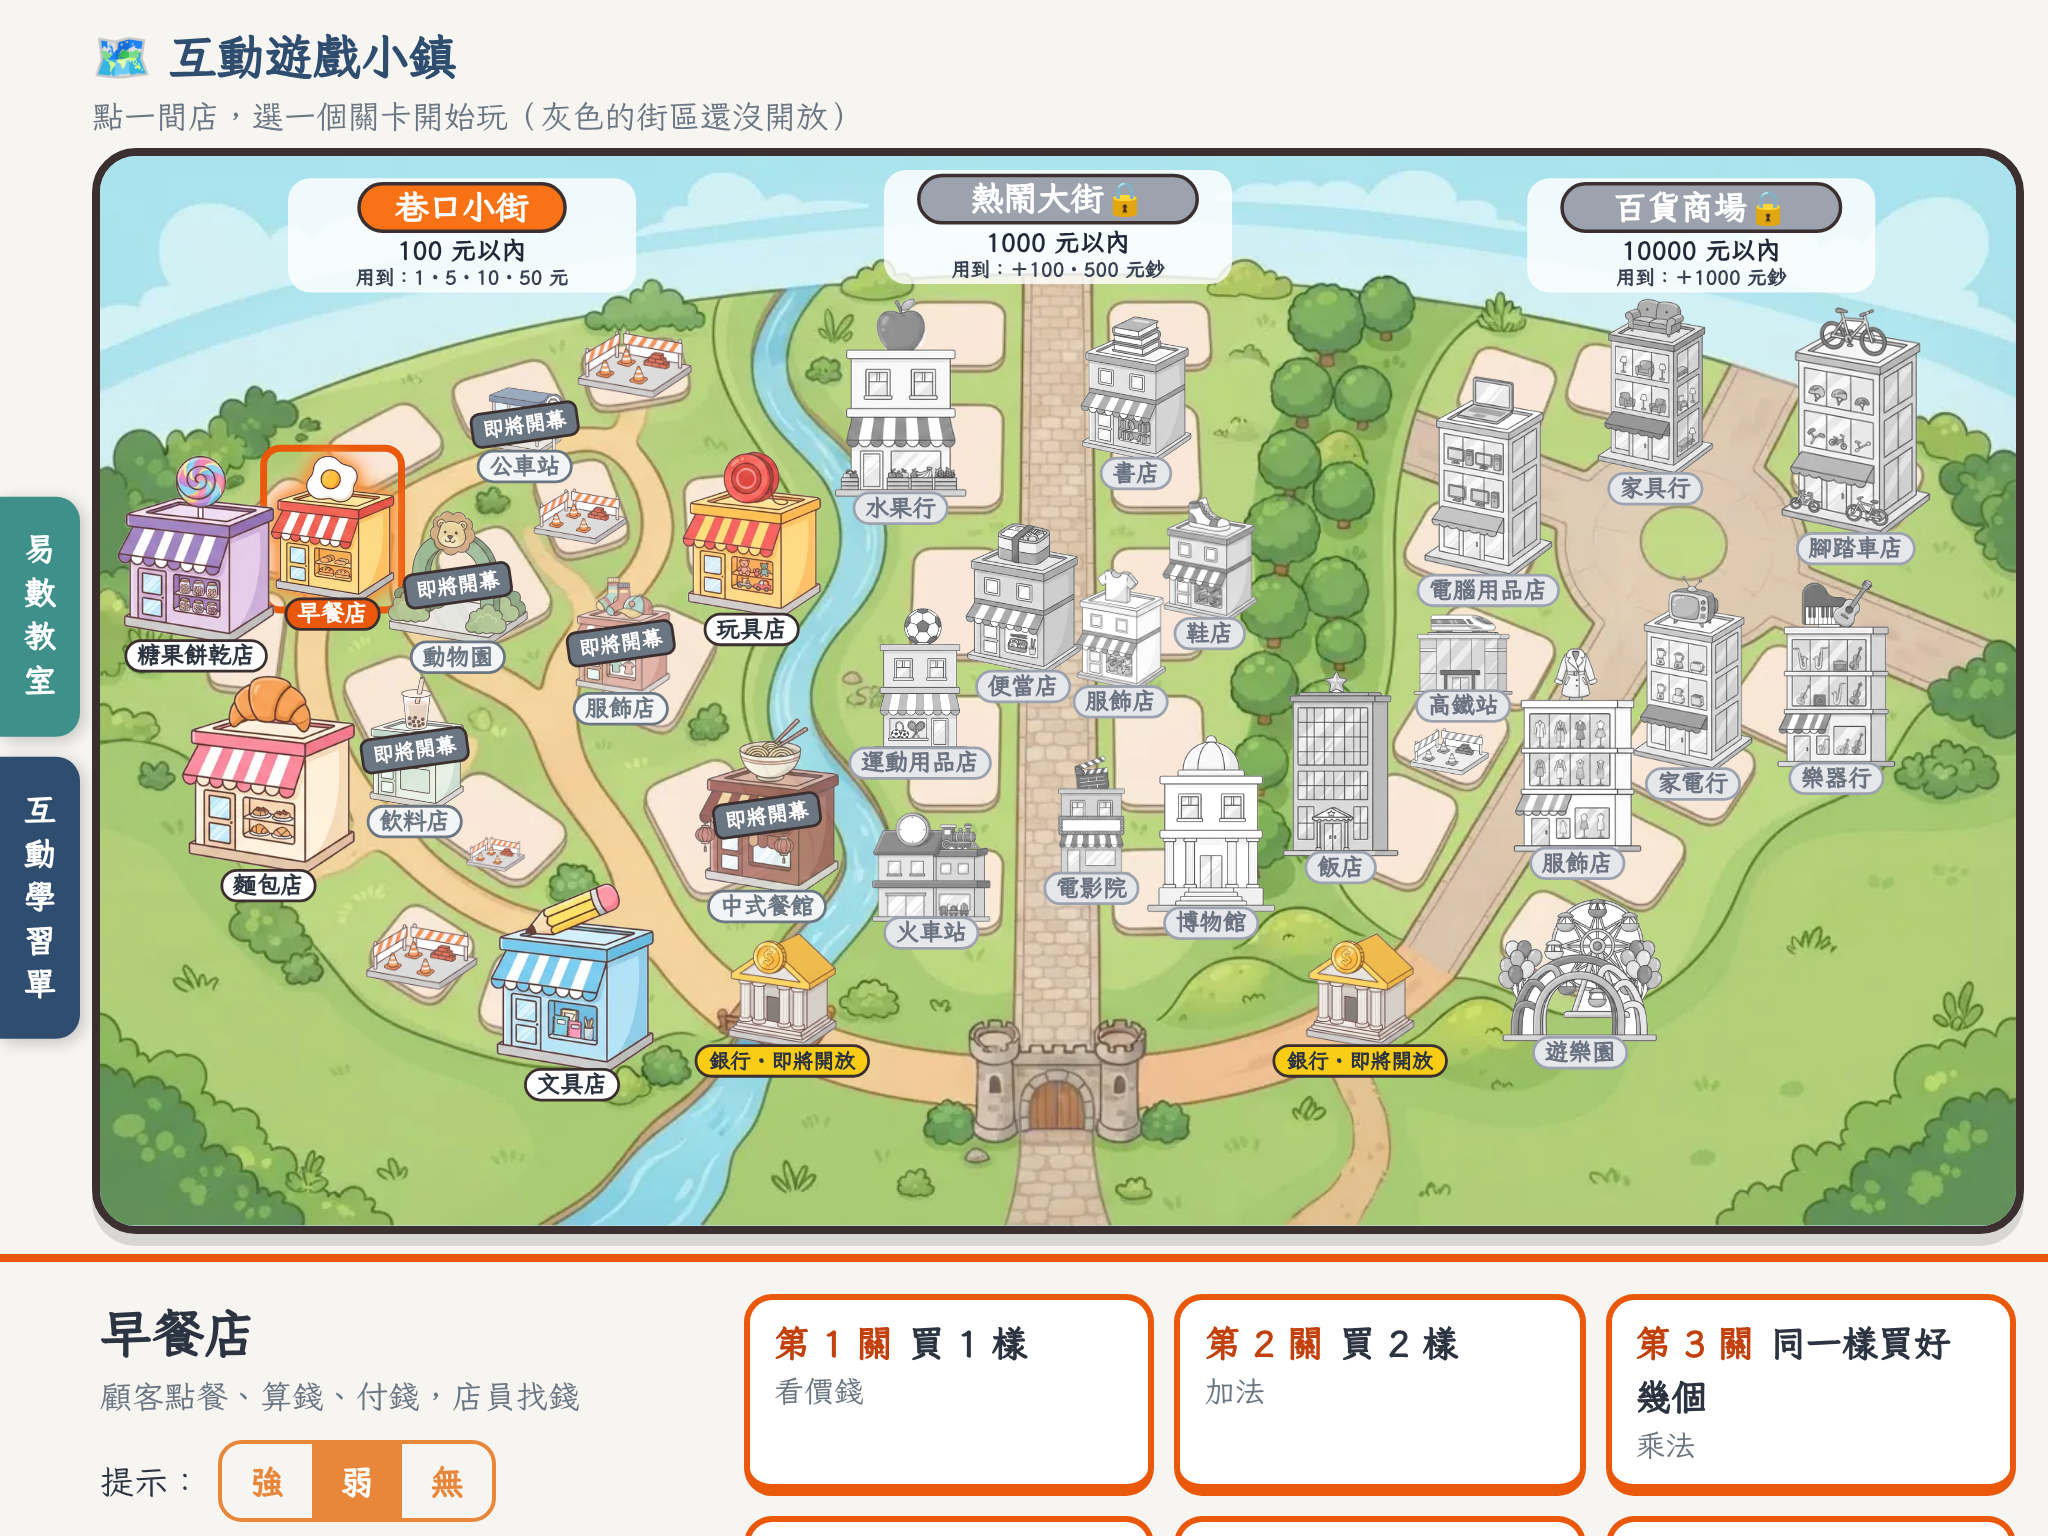 互動遊戲小鎮
點一間店，選一個關卡開始玩（灰色的街區還沒開放）
巷口小街
100 元以內
用到：1・5・10・50 元
熱鬧大街
1000 元以內
用到：＋100・500 元鈔
百貨商場
10000 元以內
用到：＋1000 元鈔
易數教室
互動學習單
即將開幕
公車站
糖果餅乾店
早餐店
即將開幕
動物園
即將開幕
服飾店
玩具店
麵包店
即將開幕
飲料店
即將開幕
中式餐館
文具店
銀行・即將開放
水果行
書店
鞋店
便當店
服飾店
運動用品店
火車站
電影院
博物館
家具行
腳踏車店
電腦用品店
高鐵站
飯店
服飾店
家電行
樂器行
銀行・即將開放
遊樂園
早餐店
顧客點餐、算錢、付錢，店員找錢
提示：
強
弱
無
第 1 關 買 1 樣
看價錢
第 2 關 買 2 樣
加法
第 3 關 同一樣買好
幾個
乘法